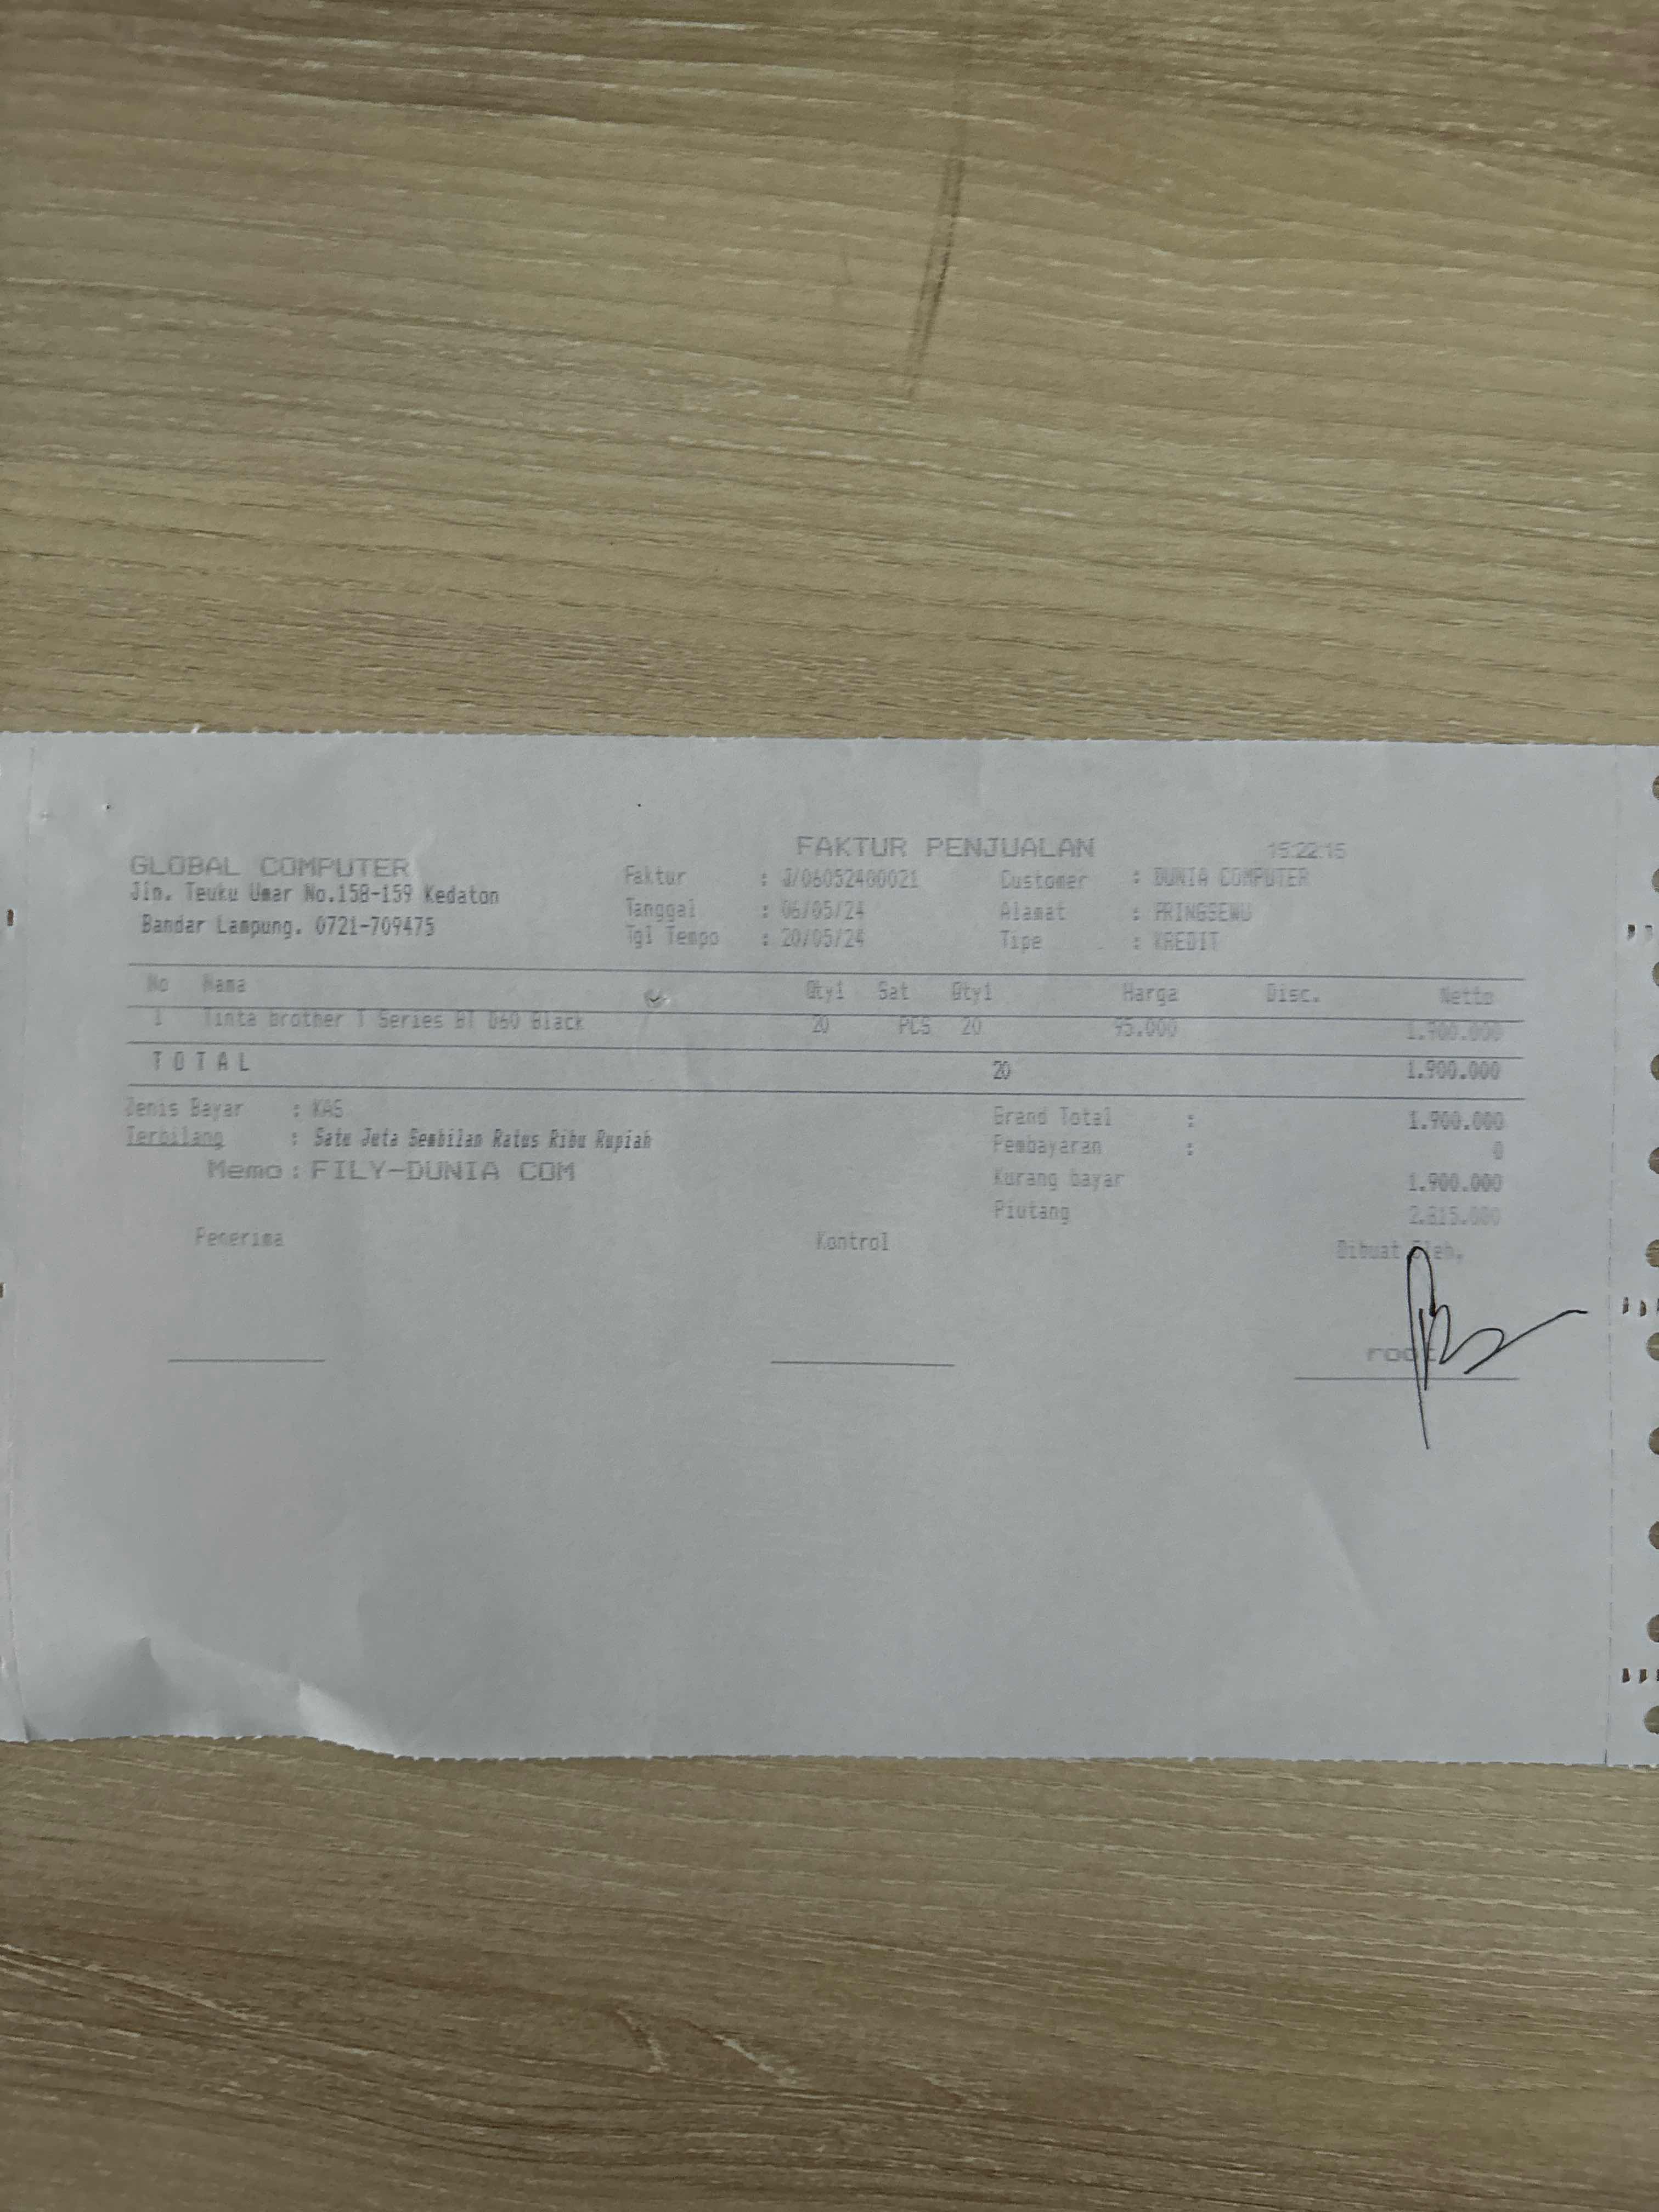 FAKTUR PENJUALAN 15:22:15
GLOBAL COMPUTER
Jln. Teuku Umar No.158-159 Kedaton
Bandar Lampung. 0721-709475
Faktur : J/06052400021
Tanggal : 06/05/24
Tgl Tempo : 20/05/24
Customer : DUNIA COMPUTER
Alamat : PRINGSEWU
Tipe : KREDIT
No Nama Qty1 Sat Qty1 Harga Disc. Netto
1 Tinta Brother T Series BT D60 Black 20 PCS 20 95.000 1.900.000
T O T A L 20 1.900.000
Jenis Bayar : KAS
Terbilang : Satu Juta Sembilan Ratus Ribu Rupiah
Memo : FILY-DUNIA COM
Grand Total : 1.900.000
Pembayaran : 0
Kurang bayar 1.900.000
Piutang
Penerima Kontrol Dibuat Oleh,
root